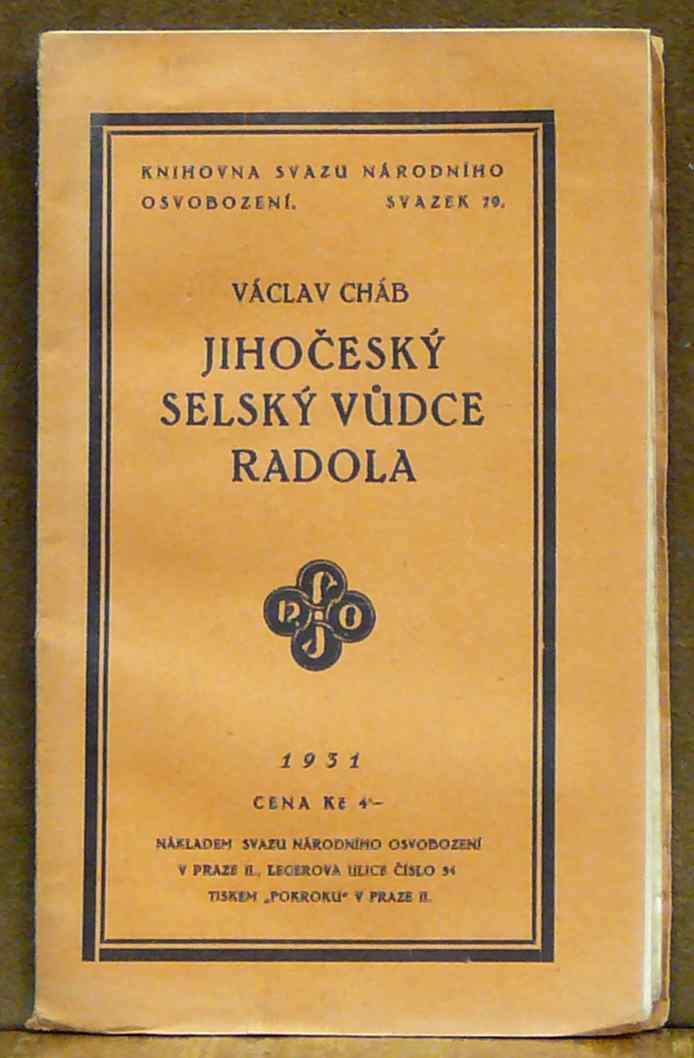 KNIHOVNA SVAZU NÁRODNÍHO
OSVOBOZENÍ. SVAZEK 79.
VÁCLAV CHÁB
JIHOČESKÝ
SELSKÝ VŮDCE
RADOLA
1931
CENA Kč 4'–
NÁKLADEM SVAZU NÁRODNÍHO OSVOBOZENÍ
V PRAZE II., LEGEROVA ULICE ČÍSLO
TISKEM „POKROKU“ V PRAZE II.